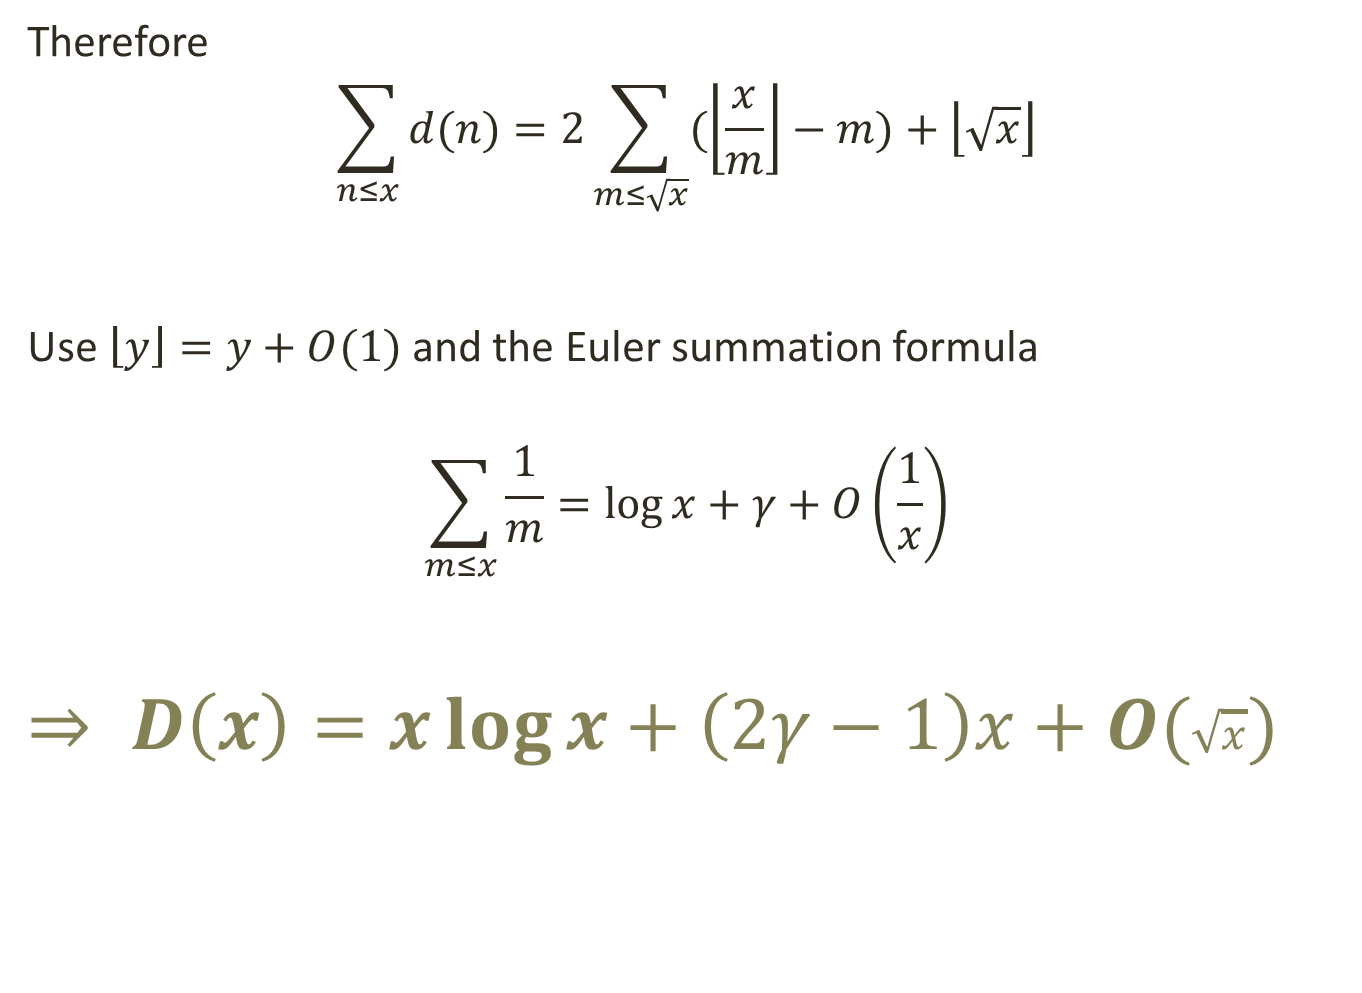 Therefore
∑_{n≤x} d(n) = 2 ∑_{m≤√x} (⌊x/m⌋ − m) + ⌊√x⌋
Use ⌊y⌋ = y + O(1) and the Euler summation formula
∑_{m≤x} 1/m = log x + γ + O(1/x)
⇒ D(x) = x log x + (2γ − 1)x + O(√x)